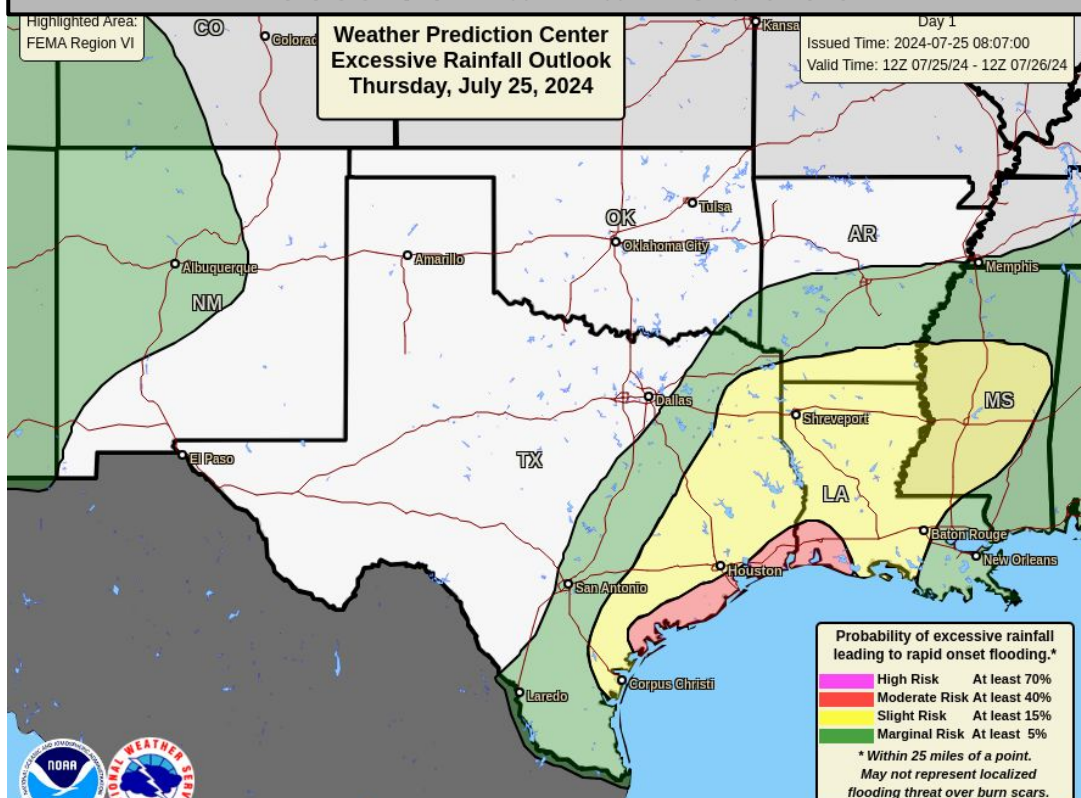 Highlighted Area:
FEMA Region VI
Weather Prediction Center
Excessive Rainfall Outlook
Thursday, July 25, 2024
Day 1
Issued Time: 2024-07-25 08:07:00
Valid Time: 12Z 07/25/24 - 12Z 07/26/24
CO
Colorad
Kansa
Tulsa
OK
Oklahoma City
AR
Amarillo
Albuquerque
NM
Memphis
Dallas
MS
Shreveport
El Paso
TX
LA
Baton Rouge
New Orleans
Houston
San Antonio
Corpus Christi
Laredo
Probability of excessive rainfall
leading to rapid onset flooding.*
High Risk At least 70%
Moderate Risk At least 40%
Slight Risk At least 15%
Marginal Risk At least 5%
* Within 25 miles of a point.
May not represent localized
flooding threat over burn scars.
NOAA